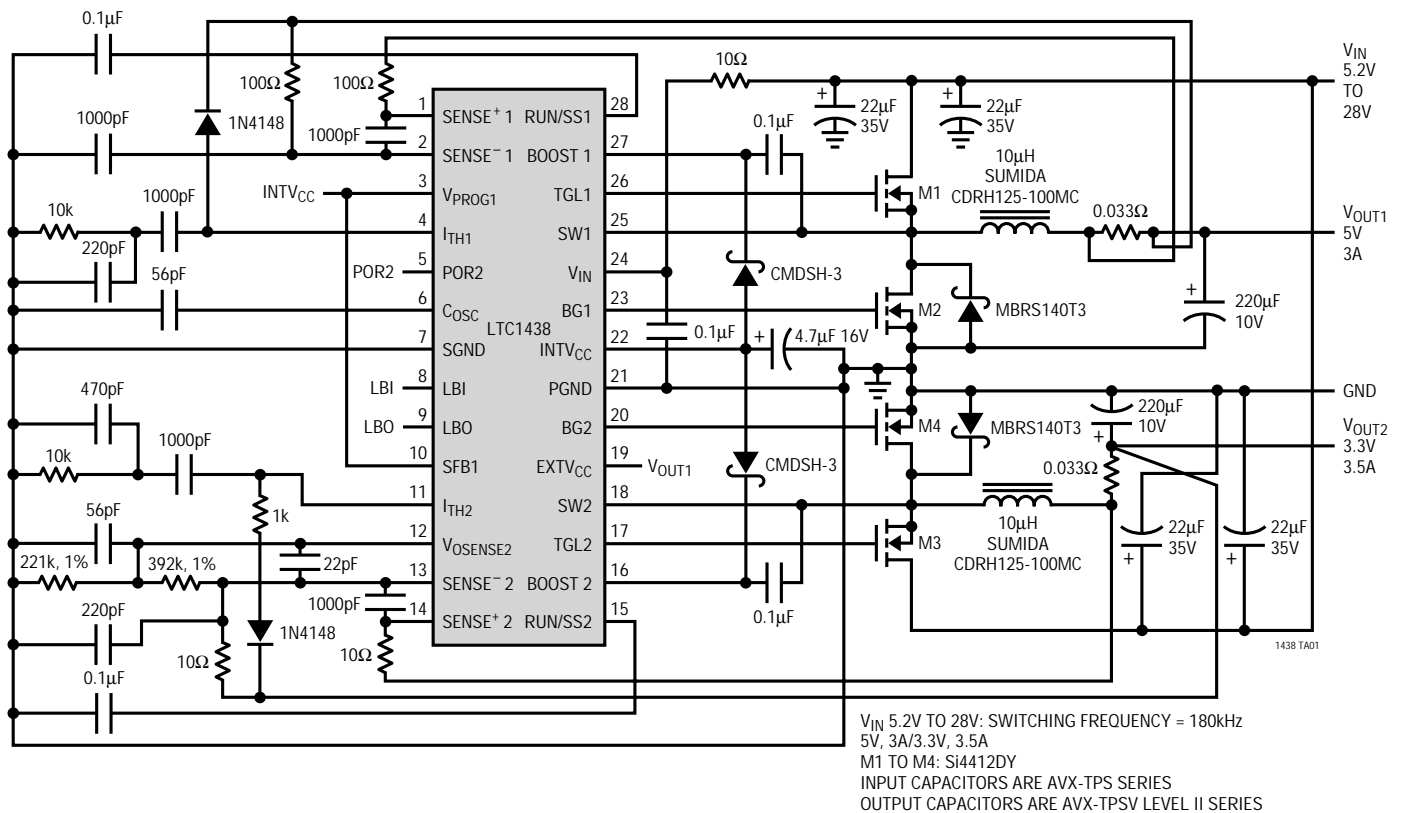 0.1µF
100Ω
100Ω
1N4148
1000pF
1000pF
1000pF
10k
220pF
56pF
INTVCC
POR2
LBI
LBO
470pF
10k
1000pF
1k
56pF
221k, 1%
392k, 1%
22pF
1000pF
220pF
10Ω
1N4148
10Ω
0.1µF
1 SENSE+ 1 RUN/SS1 28
2 SENSE− 1 BOOST 1 27
3 VPROG1 TGL1 26
4 ITH1 SW1 25
5 POR2 VIN 24
6 COSC BG1 23
LTC1438
7 SGND INTVCC 22
8 LBI PGND 21
9 LBO BG2 20
10 SFB1 EXTVCC 19
11 ITH2 SW2 18
12 VOSENSE2 TGL2 17
13 SENSE− 2 BOOST 2 16
14 SENSE+ 2 RUN/SS2 15
10Ω
+ 22µF
35V
+ 22µF
35V
0.1µF
M1
10µH
SUMIDA
CDRH125-100MC
0.033Ω
CMDSH-3
M2
MBRS140T3
+ 220µF
10V
0.1µF
+ 4.7µF 16V
M4
MBRS140T3
220µF
10V
+
VOUT1
CMDSH-3
0.033Ω
10µH
SUMIDA
CDRH125-100MC
M3
0.1µF
22µF
35V
+
22µF
35V
+
VIN
5.2V
TO
28V
VOUT1
5V
3A
GND
VOUT2
3.3V
3.5A
1438 TA01
VIN 5.2V TO 28V: SWITCHING FREQUENCY = 180kHz
5V, 3A/3.3V, 3.5A
M1 TO M4: Si4412DY
INPUT CAPACITORS ARE AVX-TPS SERIES
OUTPUT CAPACITORS ARE AVX-TPSV LEVEL II SERIES